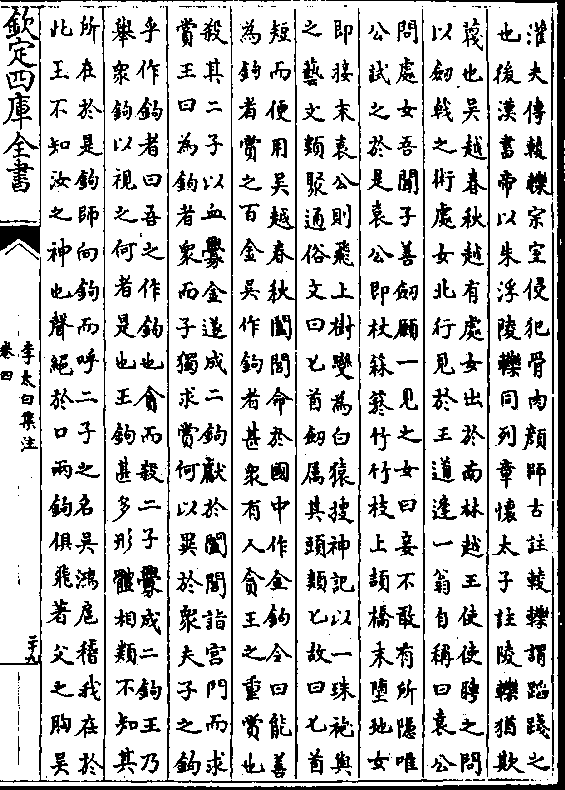 灌夫傳輘轢宗室侵犯骨肉顔師古註輘轢謂蹈踐之
也後漢書帝以朱浮陵轢同列章懷太子註陵轢猶欺
蔑也吳越春秋越有處女出於南林越王使使聘之問
以劒戟之術處女北行見於王道逢一翁自稱曰袁公
問處女吾聞子善劒願一見之女曰妾不敢有所隱唯
公試之於是袁公即杖箖箊竹竹枝上頡橋末墮地女
即接末袁公則飛上樹變為白猿搜神記以一珠袍與
之藝文類聚通俗文曰匕首劒屬其頭類匕故曰匕首
短而便用吳越春秋闔閭命於國中作金鉤令曰能善
為鉤者賞之百金吳作鉤者甚衆有人貪王之重賞也
殺其二子以血釁金遂成二鉤獻於闔閭詣宮門而求
賞王曰為鉤者衆而子獨求賞何以異於衆夫子之鉤
乎作鉤者曰吾之作鉤也貪而殺二子釁成二鉤王乃
舉衆鉤以視之何者是也王鉤甚多形體相類不知其
所在於是鉤師向鉤而呼二子之名吳鴻扈稽我在於
此王不知汝之神也聲絕於口兩鉤俱飛著父之胸吳
欽定四庫全書
李太白集注
卷四
二十九